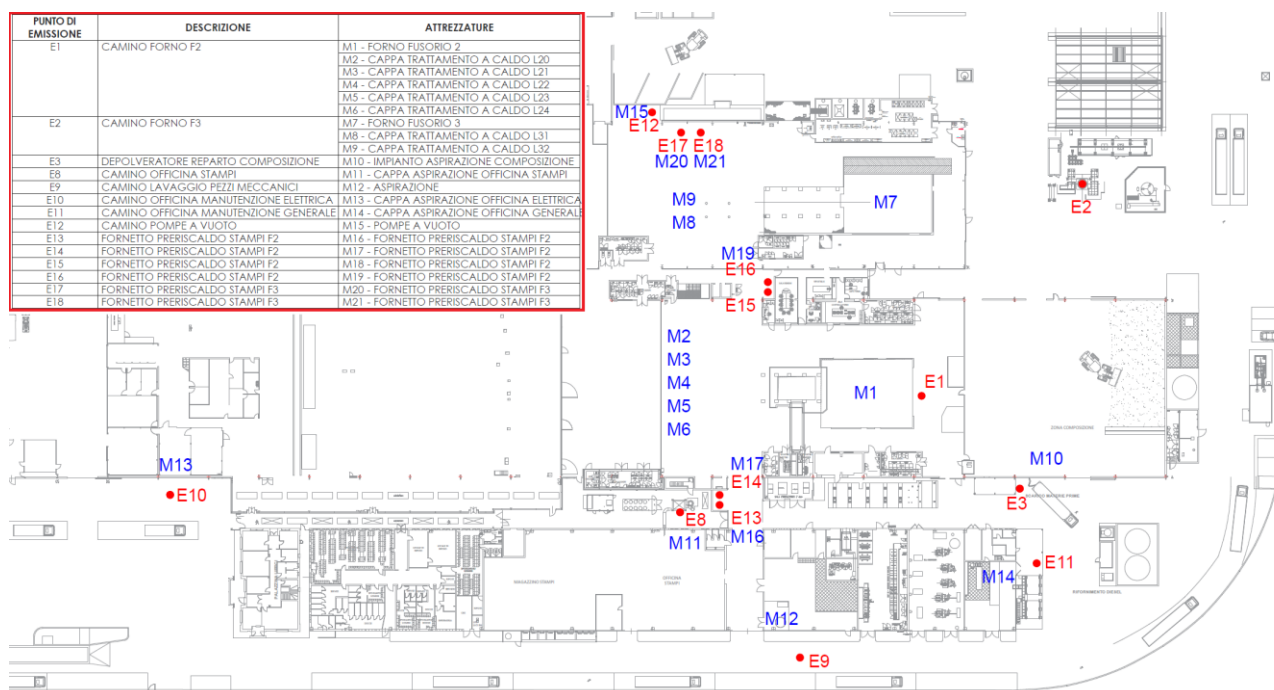 PUNTO DI EMISSIONE DESCRIZIONE ATTREZZATURE
E1 CAMINO FORNO F2 M1 - FORNO FUSORIO 2
M2 - CAPPA TRATTAMENTO A CALDO L20
M3 - CAPPA TRATTAMENTO A CALDO L21
M4 - CAPPA TRATTAMENTO A CALDO L22
M5 - CAPPA TRATTAMENTO A CALDO L23
M6 - CAPPA TRATTAMENTO A CALDO L24
E2 CAMINO FORNO F3 M7 - FORNO FUSORIO 3
M8 - CAPPA TRATTAMENTO A CALDO L31
M9 - CAPPA TRATTAMENTO A CALDO L32
E3 DEPOLVERATORE REPARTO COMPOSIZIONE M10 - IMPIANTO ASPIRAZIONE COMPOSIZIONE
E8 CAMINO OFFICINA STAMPI M11 - CAPPA ASPIRAZIONE OFFICINA STAMPI
E9 CAMINO LAVAGGIO PEZZI MECCANICI M12 - ASPIRAZIONE
E10 CAMINO OFFICINA MANUTENZIONE ELETTRICA M13 - CAPPA ASPIRAZIONE OFFICINA ELETTRICA
E11 CAMINO OFFICINA MANUTENZIONE GENERALE M14 - CAPPA ASPIRAZIONE OFFICINA GENERALE
E12 CAMINO POMPE A VUOTO M15 - POMPE A VUOTO
E13 FORNETTO PRERISCALDO STAMPI F2 M16 - FORNETTO PRERISCALDO STAMPI F2
E14 FORNETTO PRERISCALDO STAMPI F2 M17 - FORNETTO PRERISCALDO STAMPI F2
E15 FORNETTO PRERISCALDO STAMPI F2 M18 - FORNETTO PRERISCALDO STAMPI F2
E16 FORNETTO PRERISCALDO STAMPI F2 M19 - FORNETTO PRERISCALDO STAMPI F2
E17 FORNETTO PRERISCALDO STAMPI F3 M20 - FORNETTO PRERISCALDO STAMPI F3
E18 FORNETTO PRERISCALDO STAMPI F3 M21 - FORNETTO PRERISCALDO STAMPI F3
M15
E12
E17 E18
M20 M21
M9
M7
M8
E2
M19
E16
E15
M2
M3
M4
M5
M6
M1
E1
ZONA COMPOSIZIONE
M13
E10
M17
E14
E13
E8
M11
M16
M10
E3
MATERIE PRIME
MAGAZZINO STAMPI
OFFICINA
STAMPI
M14
E11
RIFORNIMENTO DIESEL
M12
E9